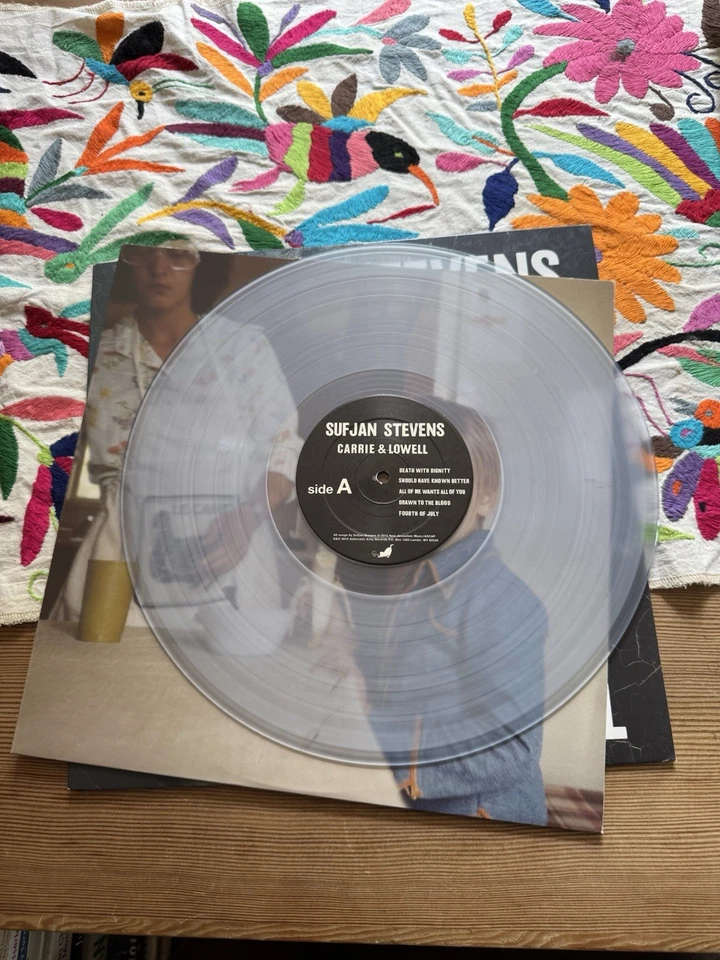 VENS
SUFJAN STEVENS
CARRIE & LOWELL
side A
DEATH WITH DIGNITY
SHOULD HAVE KNOWN BETTER
ALL OF ME WANTS ALL OF YOU
DRAWN TO THE BLOOD
FOURTH OF JULY